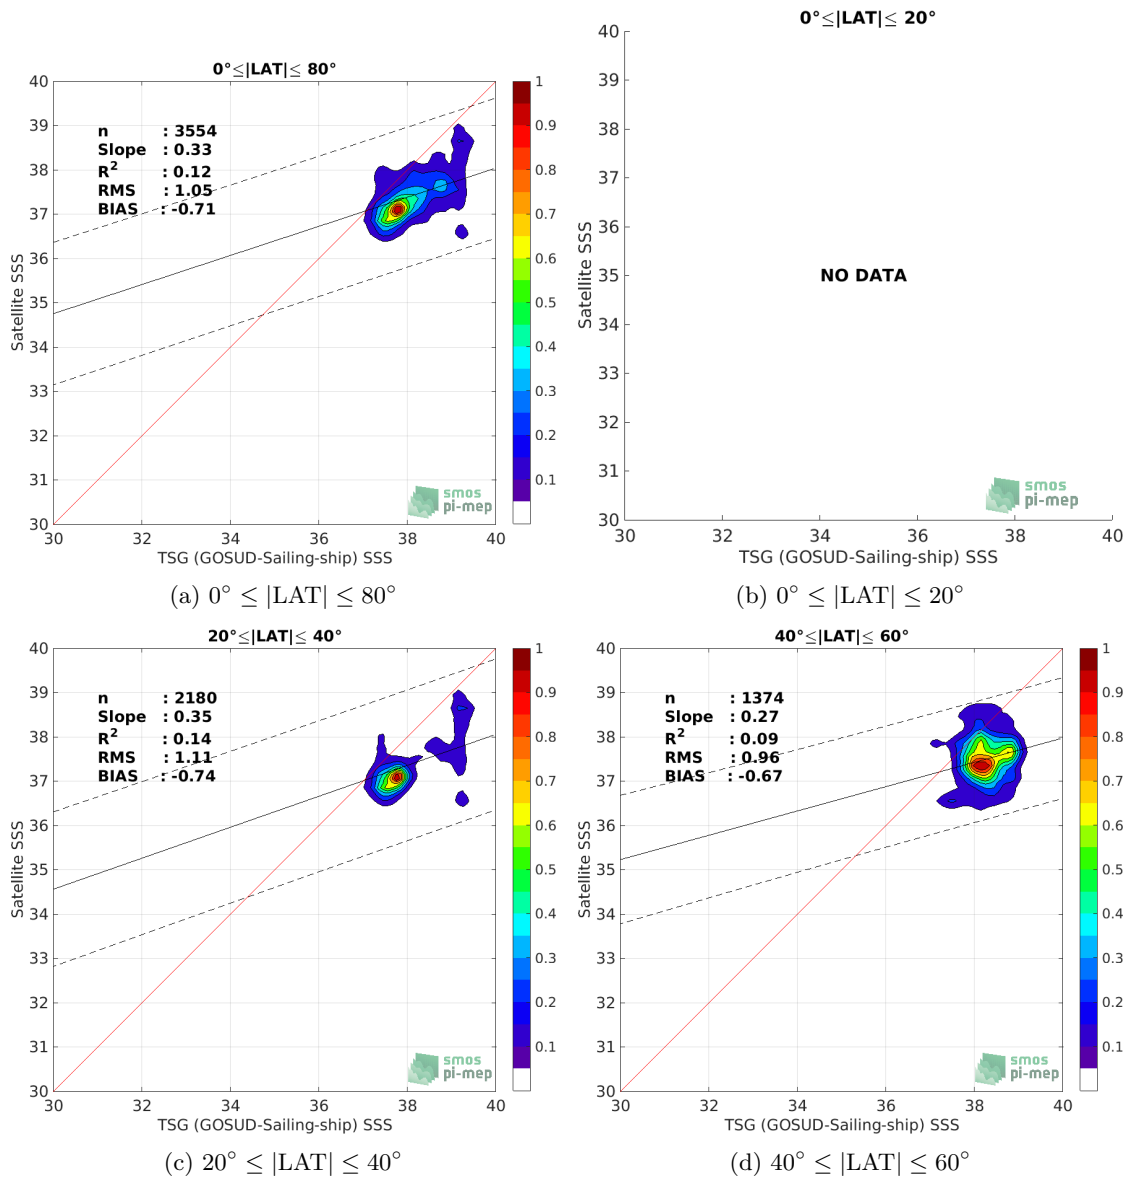 0°≤|LAT|≤ 80°
40
39
38
37
36
35
34
33
32
31
30
30
32
34
36
38
40
Satellite SSS
TSG (GOSUD-Sailing-ship) SSS
n : 3554
Slope : 0.33
R² : 0.12
RMS : 1.05
BIAS : -0.71
1
0.9
0.8
0.7
0.6
0.5
0.4
0.3
0.2
0.1
smos
pi-mep
(a) 0° ≤ |LAT| ≤ 80°
0°≤|LAT|≤ 20°
40
39
38
37
36
35
34
33
32
31
30
30
32
34
36
38
40
Satellite SSS
TSG (GOSUD-Sailing-ship) SSS
NO DATA
smos
pi-mep
(b) 0° ≤ |LAT| ≤ 20°
20°≤|LAT|≤ 40°
40
39
38
37
36
35
34
33
32
31
30
30
32
34
36
38
40
Satellite SSS
TSG (GOSUD-Sailing-ship) SSS
n : 2180
Slope : 0.35
R² : 0.14
RMS : 1.11
BIAS : -0.74
1
0.9
0.8
0.7
0.6
0.5
0.4
0.3
0.2
0.1
smos
pi-mep
(c) 20° ≤ |LAT| ≤ 40°
40°≤|LAT|≤ 60°
40
39
38
37
36
35
34
33
32
31
30
30
32
34
36
38
40
Satellite SSS
TSG (GOSUD-Sailing-ship) SSS
n : 1374
Slope : 0.27
R² : 0.09
RMS : 0.96
BIAS : -0.67
1
0.9
0.8
0.7
0.6
0.5
0.4
0.3
0.2
0.1
smos
pi-mep
(d) 40° ≤ |LAT| ≤ 60°